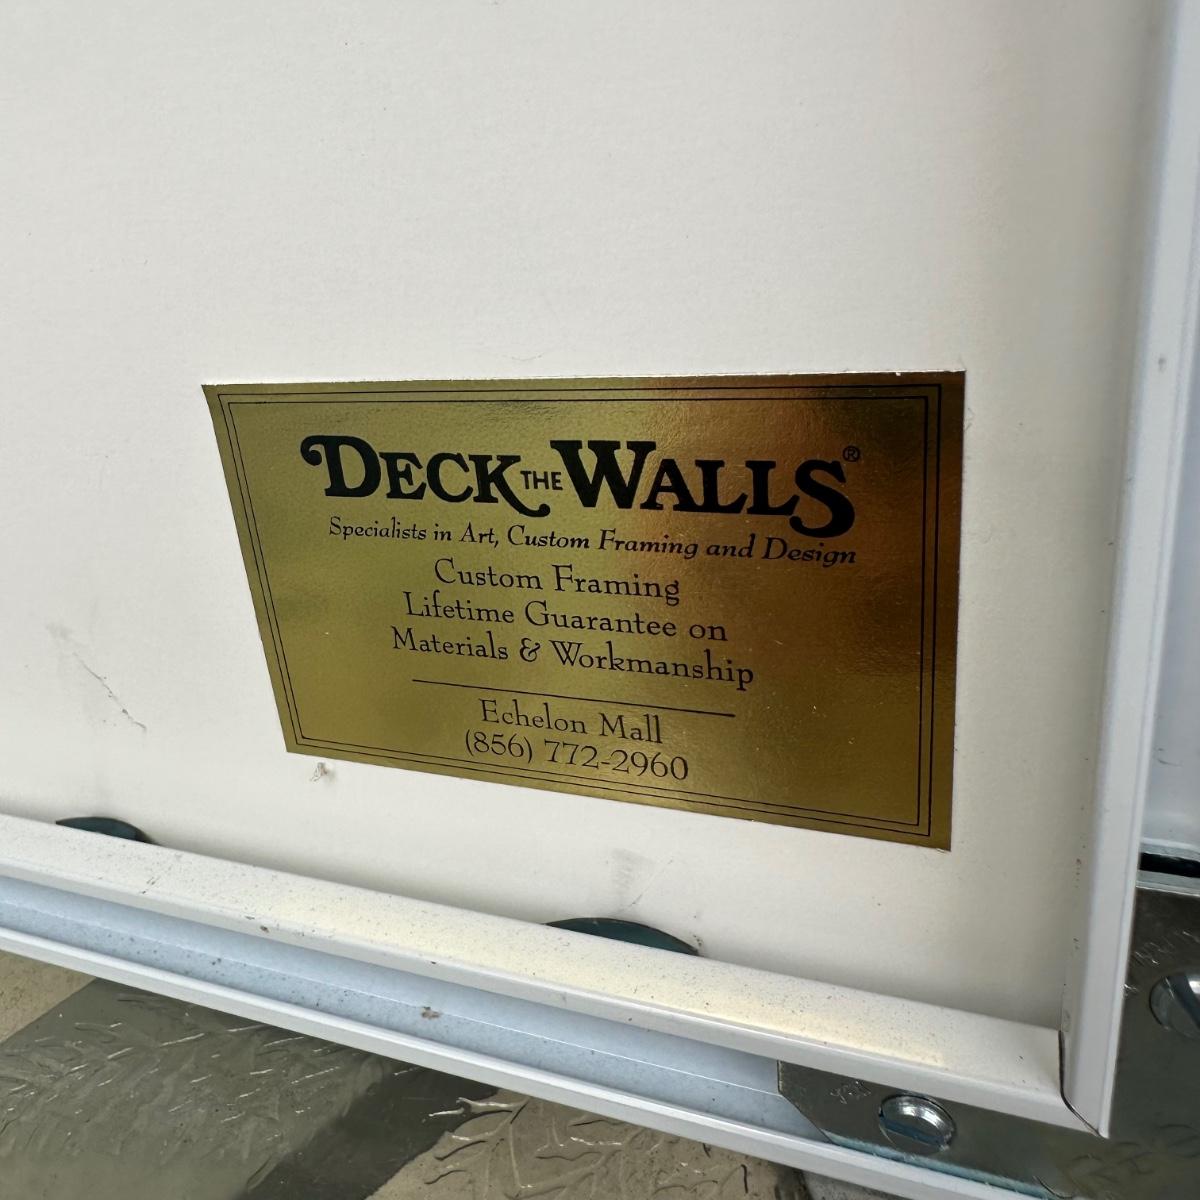 DECK THE WALLS®
Specialists in Art, Custom Framing and Design
Custom Framing
Lifetime Guarantee on
Materials & Workmanship
Echelon Mall
(856) 772-2960